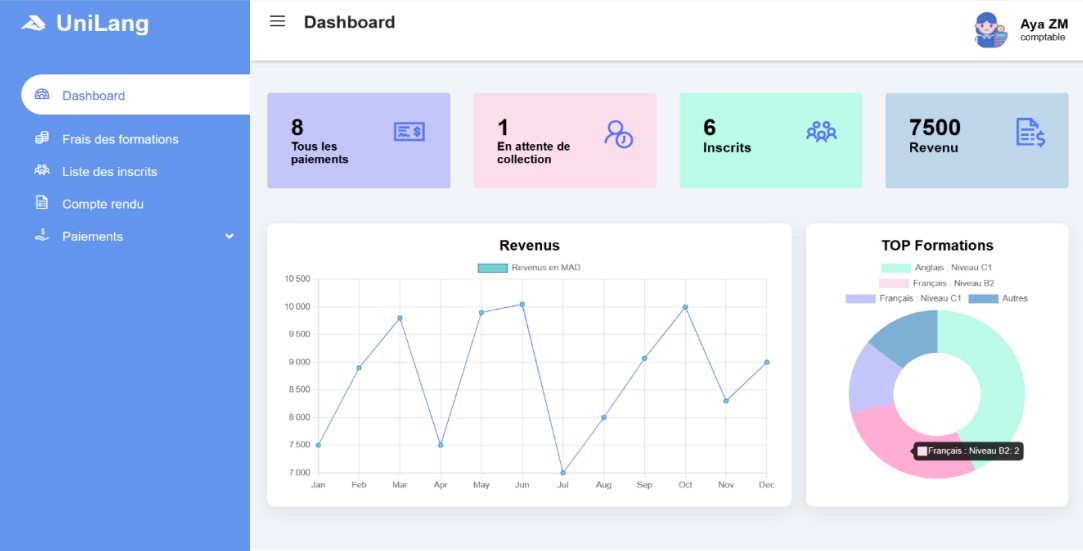 UniLang
Dashboard
Aya ZM
comptable
Dashboard
Frais des formations
Liste des inscrits
Compte rendu
Paiements
8
Tous les
paiements
1
En attente de
collection
6
Inscrits
7500
Revenu
Revenus
Revenus en MAD
10 500
10 000
9 500
9 000
8 500
8 000
7 500
7 000
Jan Feb Mar Apr May Jun Jul Aug Sep Oct Nov Dec
TOP Formations
Anglais : Niveau C1
Français : Niveau B2
Français : Niveau C1 Autres
Français : Niveau B2: 2